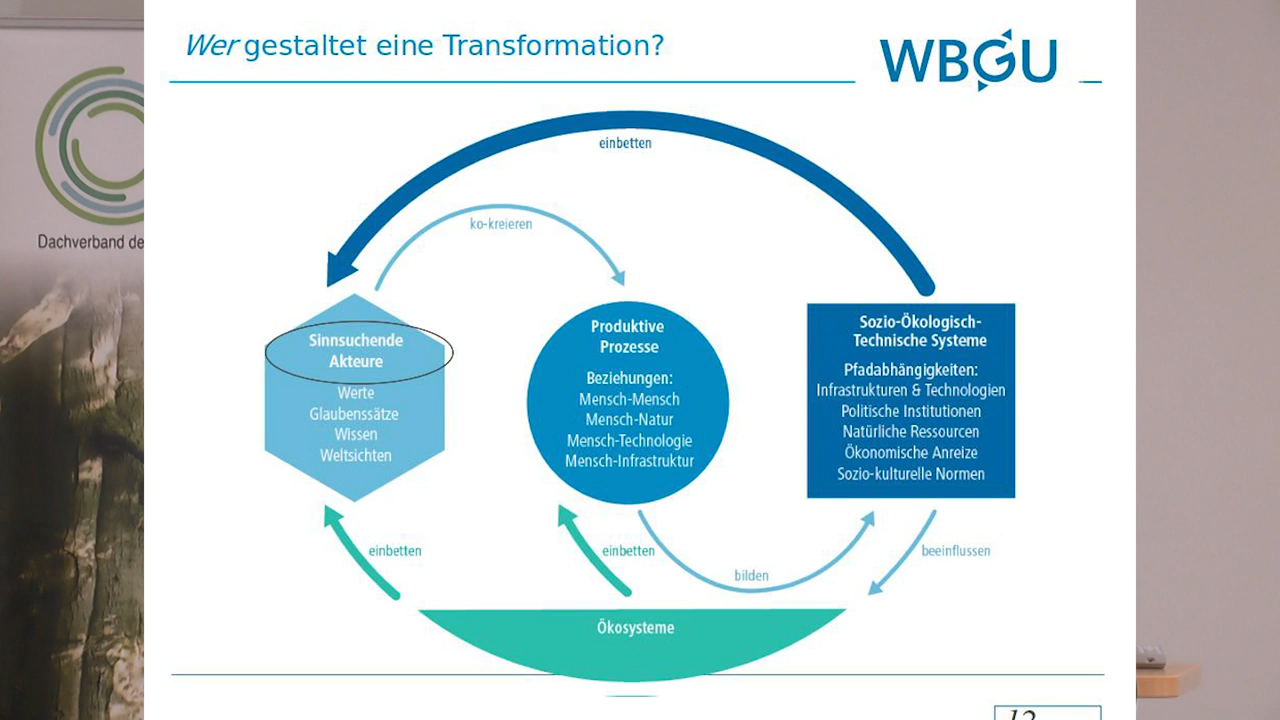 Wer gestaltet eine Transformation?
WBGU
Dachverband de
einbetten
ko-kreieren
Sinnsuchende
Akteure
Werte
Glaubenssätze
Wissen
Weltsichten
Produktive
Prozesse
Beziehungen:
Mensch-Mensch
Mensch-Natur
Mensch-Technologie
Mensch-Infrastruktur
Sozio-Ökologisch-
Technische Systeme
Pfadabhängigkeiten:
Infrastrukturen & Technologien
Politische Institutionen
Natürliche Ressourcen
Ökonomische Anreize
Sozio-kulturelle Normen
einbetten
einbetten
bilden
beeinflussen
Ökosysteme
12